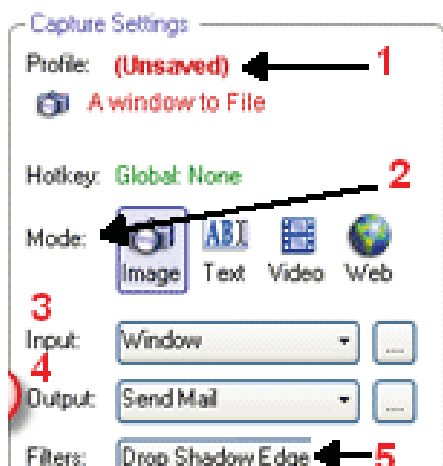 Capture Settings
Profile: (Unsaved) 1
A window to File
2
Hotkey: Global: None
Mode:
Image Text Video Web
3
Input: Window ...
4
Output: Send Mail ...
Filters: Drop Shadow Edge 5